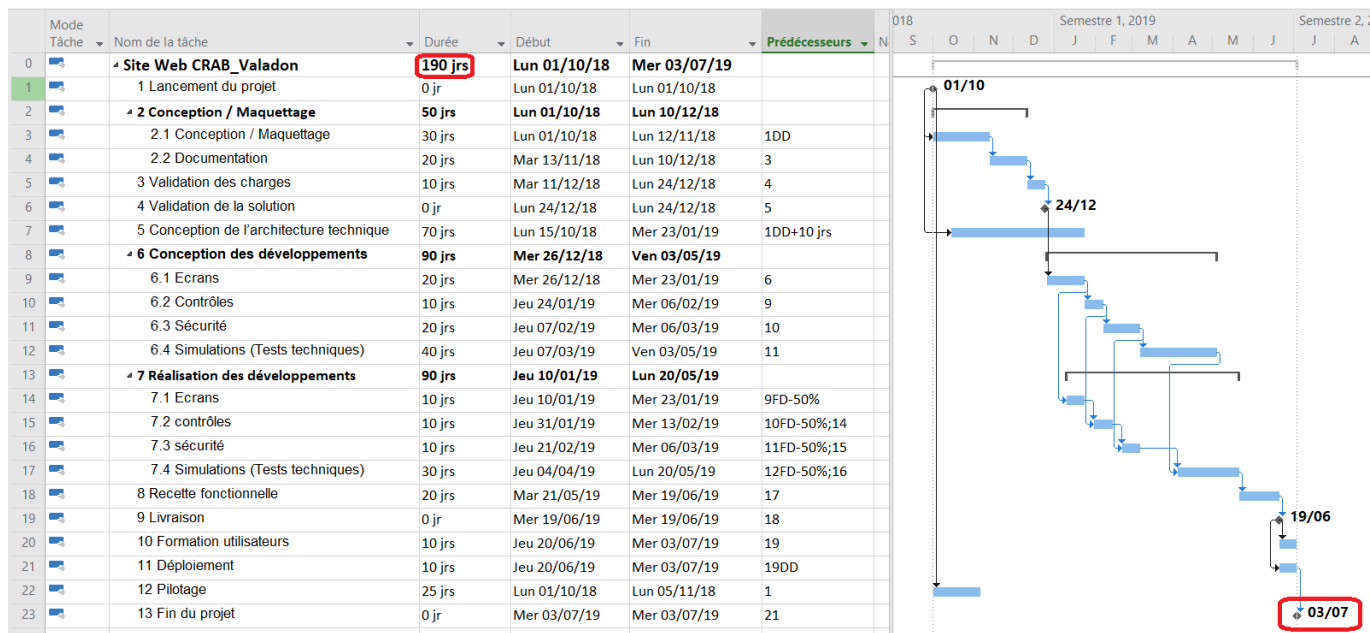 Mode Tâche Nom de la tâche Durée Début Fin Prédécesseurs N
018 Semestre 1, 2019 Semestre 2, 2
S O N D J F M A M J J A
0 Site Web CRAB_Valadon 190 jrs Lun 01/10/18 Mer 03/07/19
1 1 Lancement du projet 0 jr Lun 01/10/18 Lun 01/10/18 01/10
2 2 Conception / Maquettage 50 jrs Lun 01/10/18 Lun 10/12/18
3 2.1 Conception / Maquettage 30 jrs Lun 01/10/18 Lun 12/11/18 1DD
4 2.2 Documentation 20 jrs Mar 13/11/18 Lun 10/12/18 3
5 3 Validation des charges 10 jrs Mar 11/12/18 Lun 24/12/18 4
6 4 Validation de la solution 0 jr Lun 24/12/18 Lun 24/12/18 5 24/12
7 5 Conception de l’architecture technique 70 jrs Lun 15/10/18 Mer 23/01/19 1DD+10 jrs
8 6 Conception des développements 90 jrs Mer 26/12/18 Ven 03/05/19
9 6.1 Ecrans 20 jrs Mer 26/12/18 Mer 23/01/19 6
10 6.2 Contrôles 10 jrs Jeu 24/01/19 Mer 06/02/19 9
11 6.3 Sécurité 20 jrs Jeu 07/02/19 Mer 06/03/19 10
12 6.4 Simulations (Tests techniques) 40 jrs Jeu 07/03/19 Ven 03/05/19 11
13 7 Réalisation des développements 90 jrs Jeu 10/01/19 Lun 20/05/19
14 7.1 Ecrans 10 jrs Jeu 10/01/19 Mer 23/01/19 9FD-50%
15 7.2 contrôles 10 jrs Jeu 31/01/19 Mer 13/02/19 10FD-50%;14
16 7.3 sécurité 10 jrs Jeu 21/02/19 Mer 06/03/19 11FD-50%;15
17 7.4 Simulations (Tests techniques) 30 jrs Jeu 04/04/19 Lun 20/05/19 12FD-50%;16
18 8 Recette fonctionnelle 20 jrs Mar 21/05/19 Mer 19/06/19 17
19 9 Livraison 0 jr Mer 19/06/19 Mer 19/06/19 18 19/06
20 10 Formation utilisateurs 10 jrs Jeu 20/06/19 Mer 03/07/19 19
21 11 Déploiement 10 jrs Jeu 20/06/19 Mer 03/07/19 19DD
22 12 Pilotage 25 jrs Lun 01/10/18 Lun 05/11/18 1
23 13 Fin du projet 0 jr Mer 03/07/19 Mer 03/07/19 21 03/07